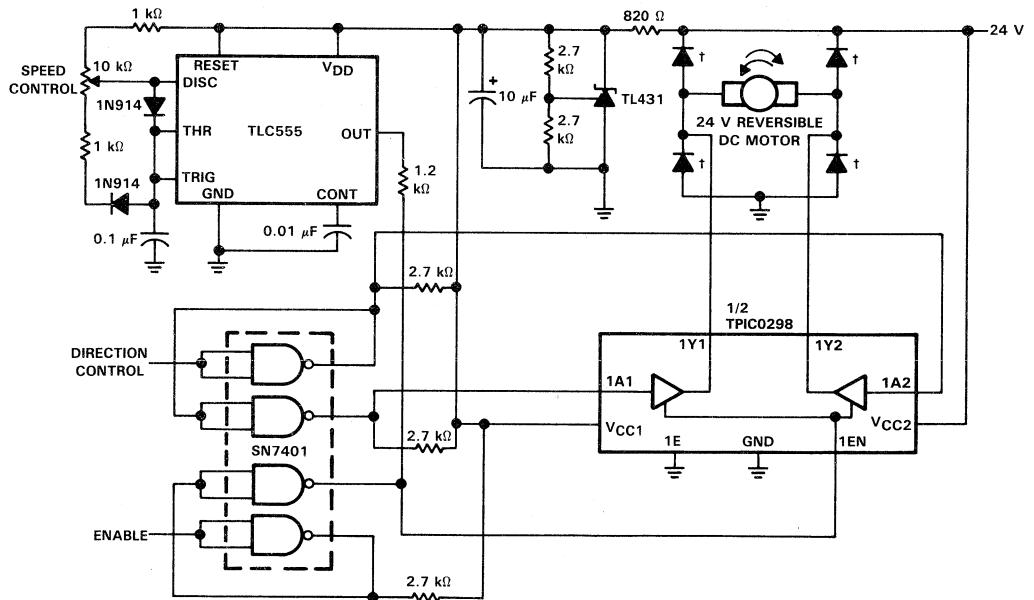 1 kΩ
820 Ω
24 V
RESET
VDD
SPEED
CONTROL
10 kΩ
DISC
1N914
THR
TLC555
OUT
1 kΩ
1N914
TRIG
GND
CONT
0.1 μF
0.01 μF
1.2
kΩ
+
10 μF
2.7
kΩ
2.7
kΩ
TL431
†
†
24 V REVERSIBLE
DC MOTOR
†
†
2.7 kΩ
1/2
TPIC0298
1Y1
1Y2
DIRECTION
CONTROL
1A1
1A2
VCC1
VCC2
2.7 kΩ
1E
GND
1EN
SN7401
ENABLE
2.7 kΩ